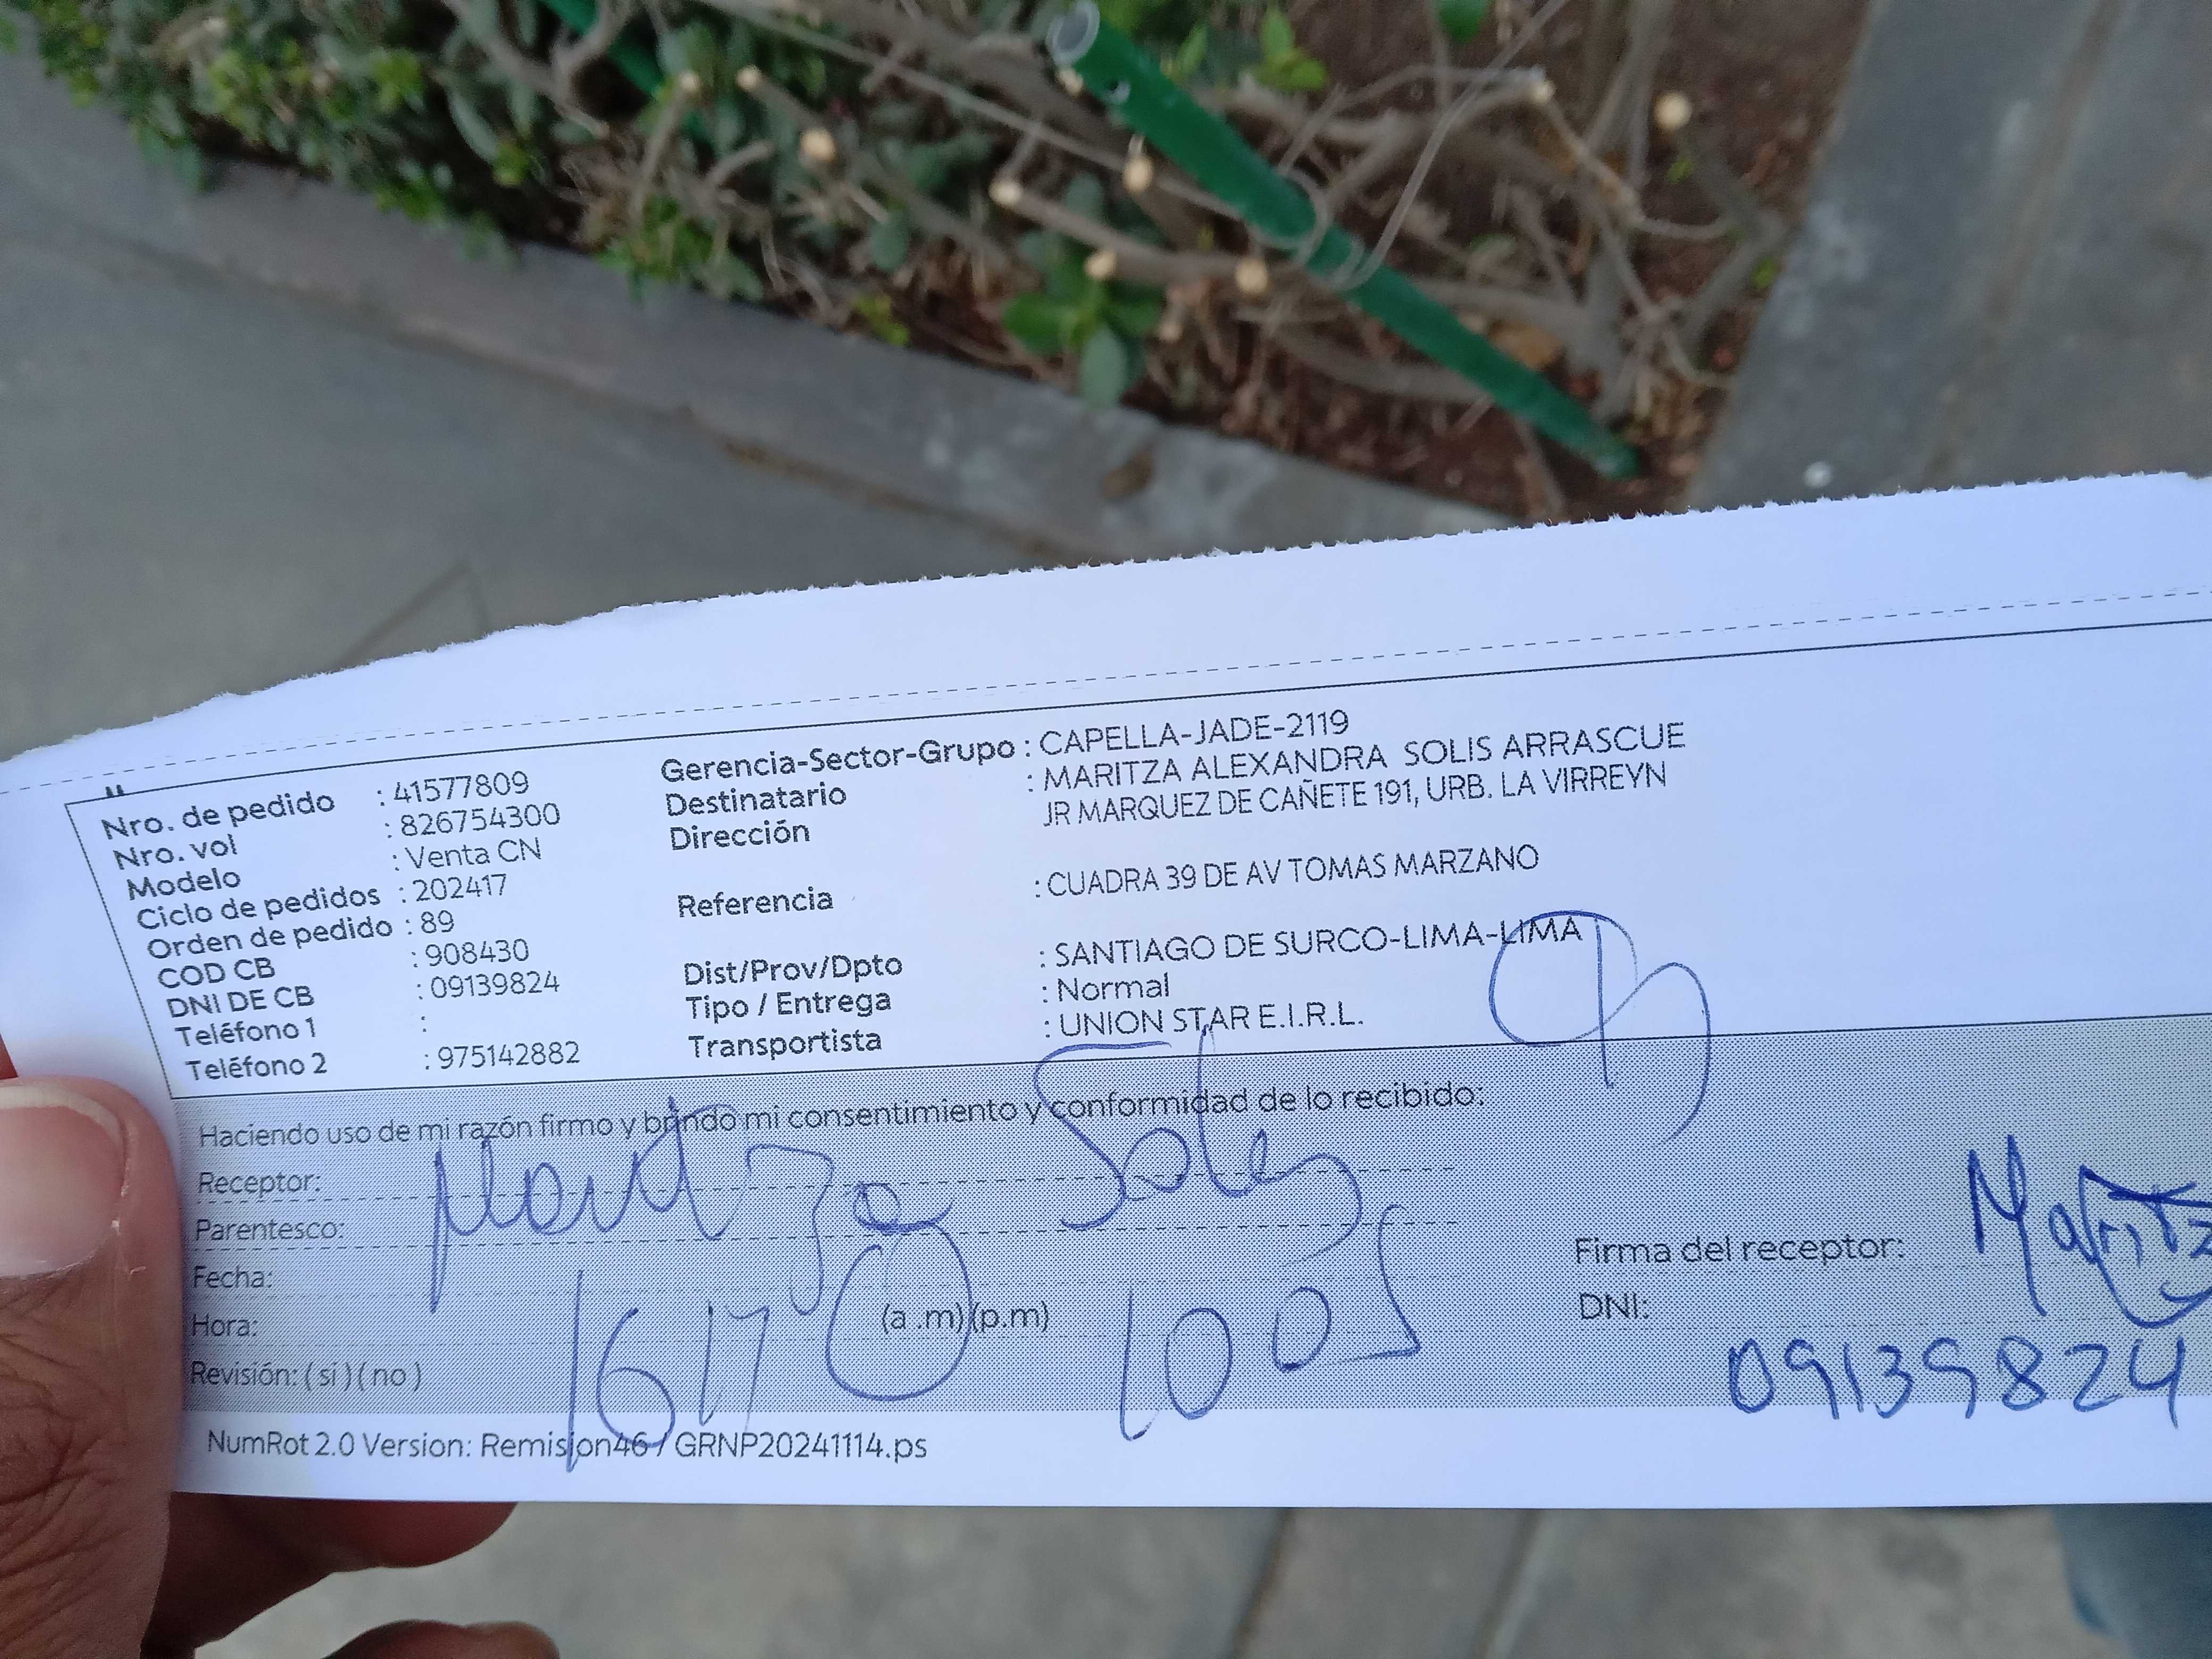 Nro. de pedido : 41577809
Nro. vol : 826754300
Modelo : Venta CN
Ciclo de pedidos : 202417
Orden de pedido : 89
COD CB : 908430
DNI DE CB : 09139824
Teléfono 1 :
Teléfono 2 : 975142882
Gerencia-Sector-Grupo : CAPELLA-JADE-2119
Destinatario : MARITZA ALEXANDRA SOLIS ARRASCUE
Dirección JR MARQUEZ DE CAÑETE 191, URB. LA VIRREYN
Referencia : CUADRA 39 DE AV TOMAS MARZANO
Dist/Prov/Dpto : SANTIAGO DE SURCO-LIMA-LIMA
Tipo / Entrega : Normal
Transportista : UNION STAR E.I.R.L.
Haciendo uso de mi razón firmo y brindo mi consentimiento y conformidad de lo recibido:
Receptor: Maritza Solis
Parentesco:
Fecha:
Hora: (a .m) (p.m)
Revisión: ( si ) ( no )
1617 1005
Firma del receptor: Maritz
DNI:
09139824
NumRot 2.0 Version: Remision46 / GRNP20241114.ps